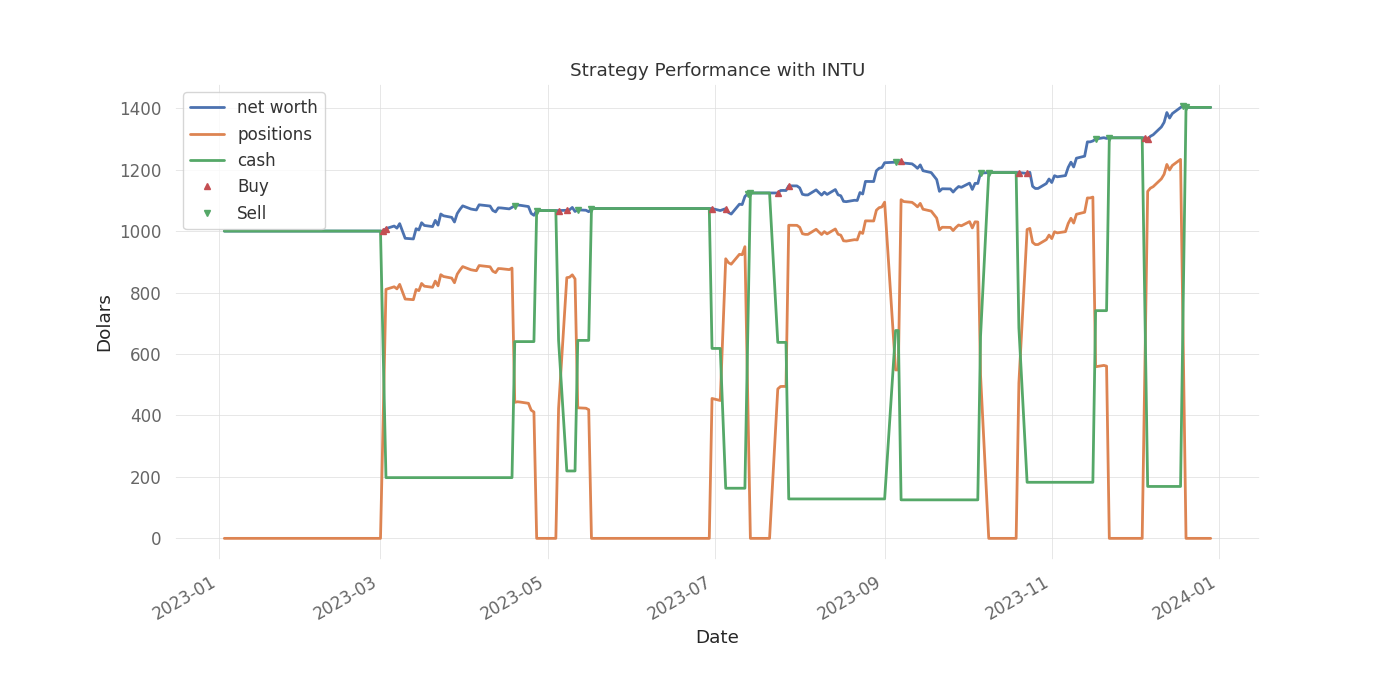 Strategy Performance with INTU
net worth
positions
cash
Buy
Sell
1400
1200
1000
800
600
400
200
0
Dolars
2023-01
2023-03
2023-05
2023-07
2023-09
2023-11
2024-01
Date